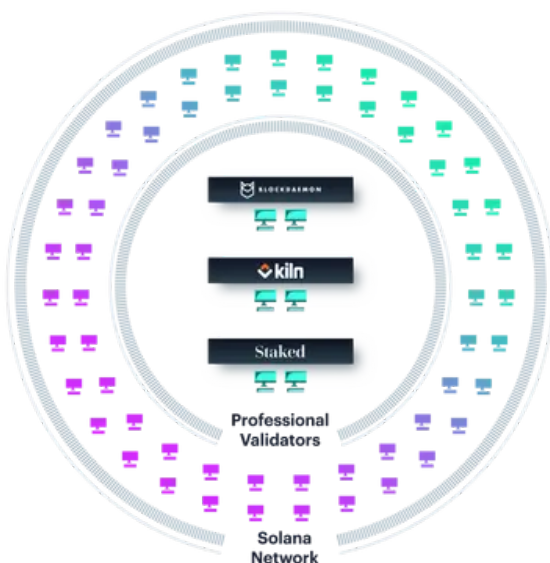 BLOCKDAEMON
kiln
Staked
Professional
Validators
Solana
Network